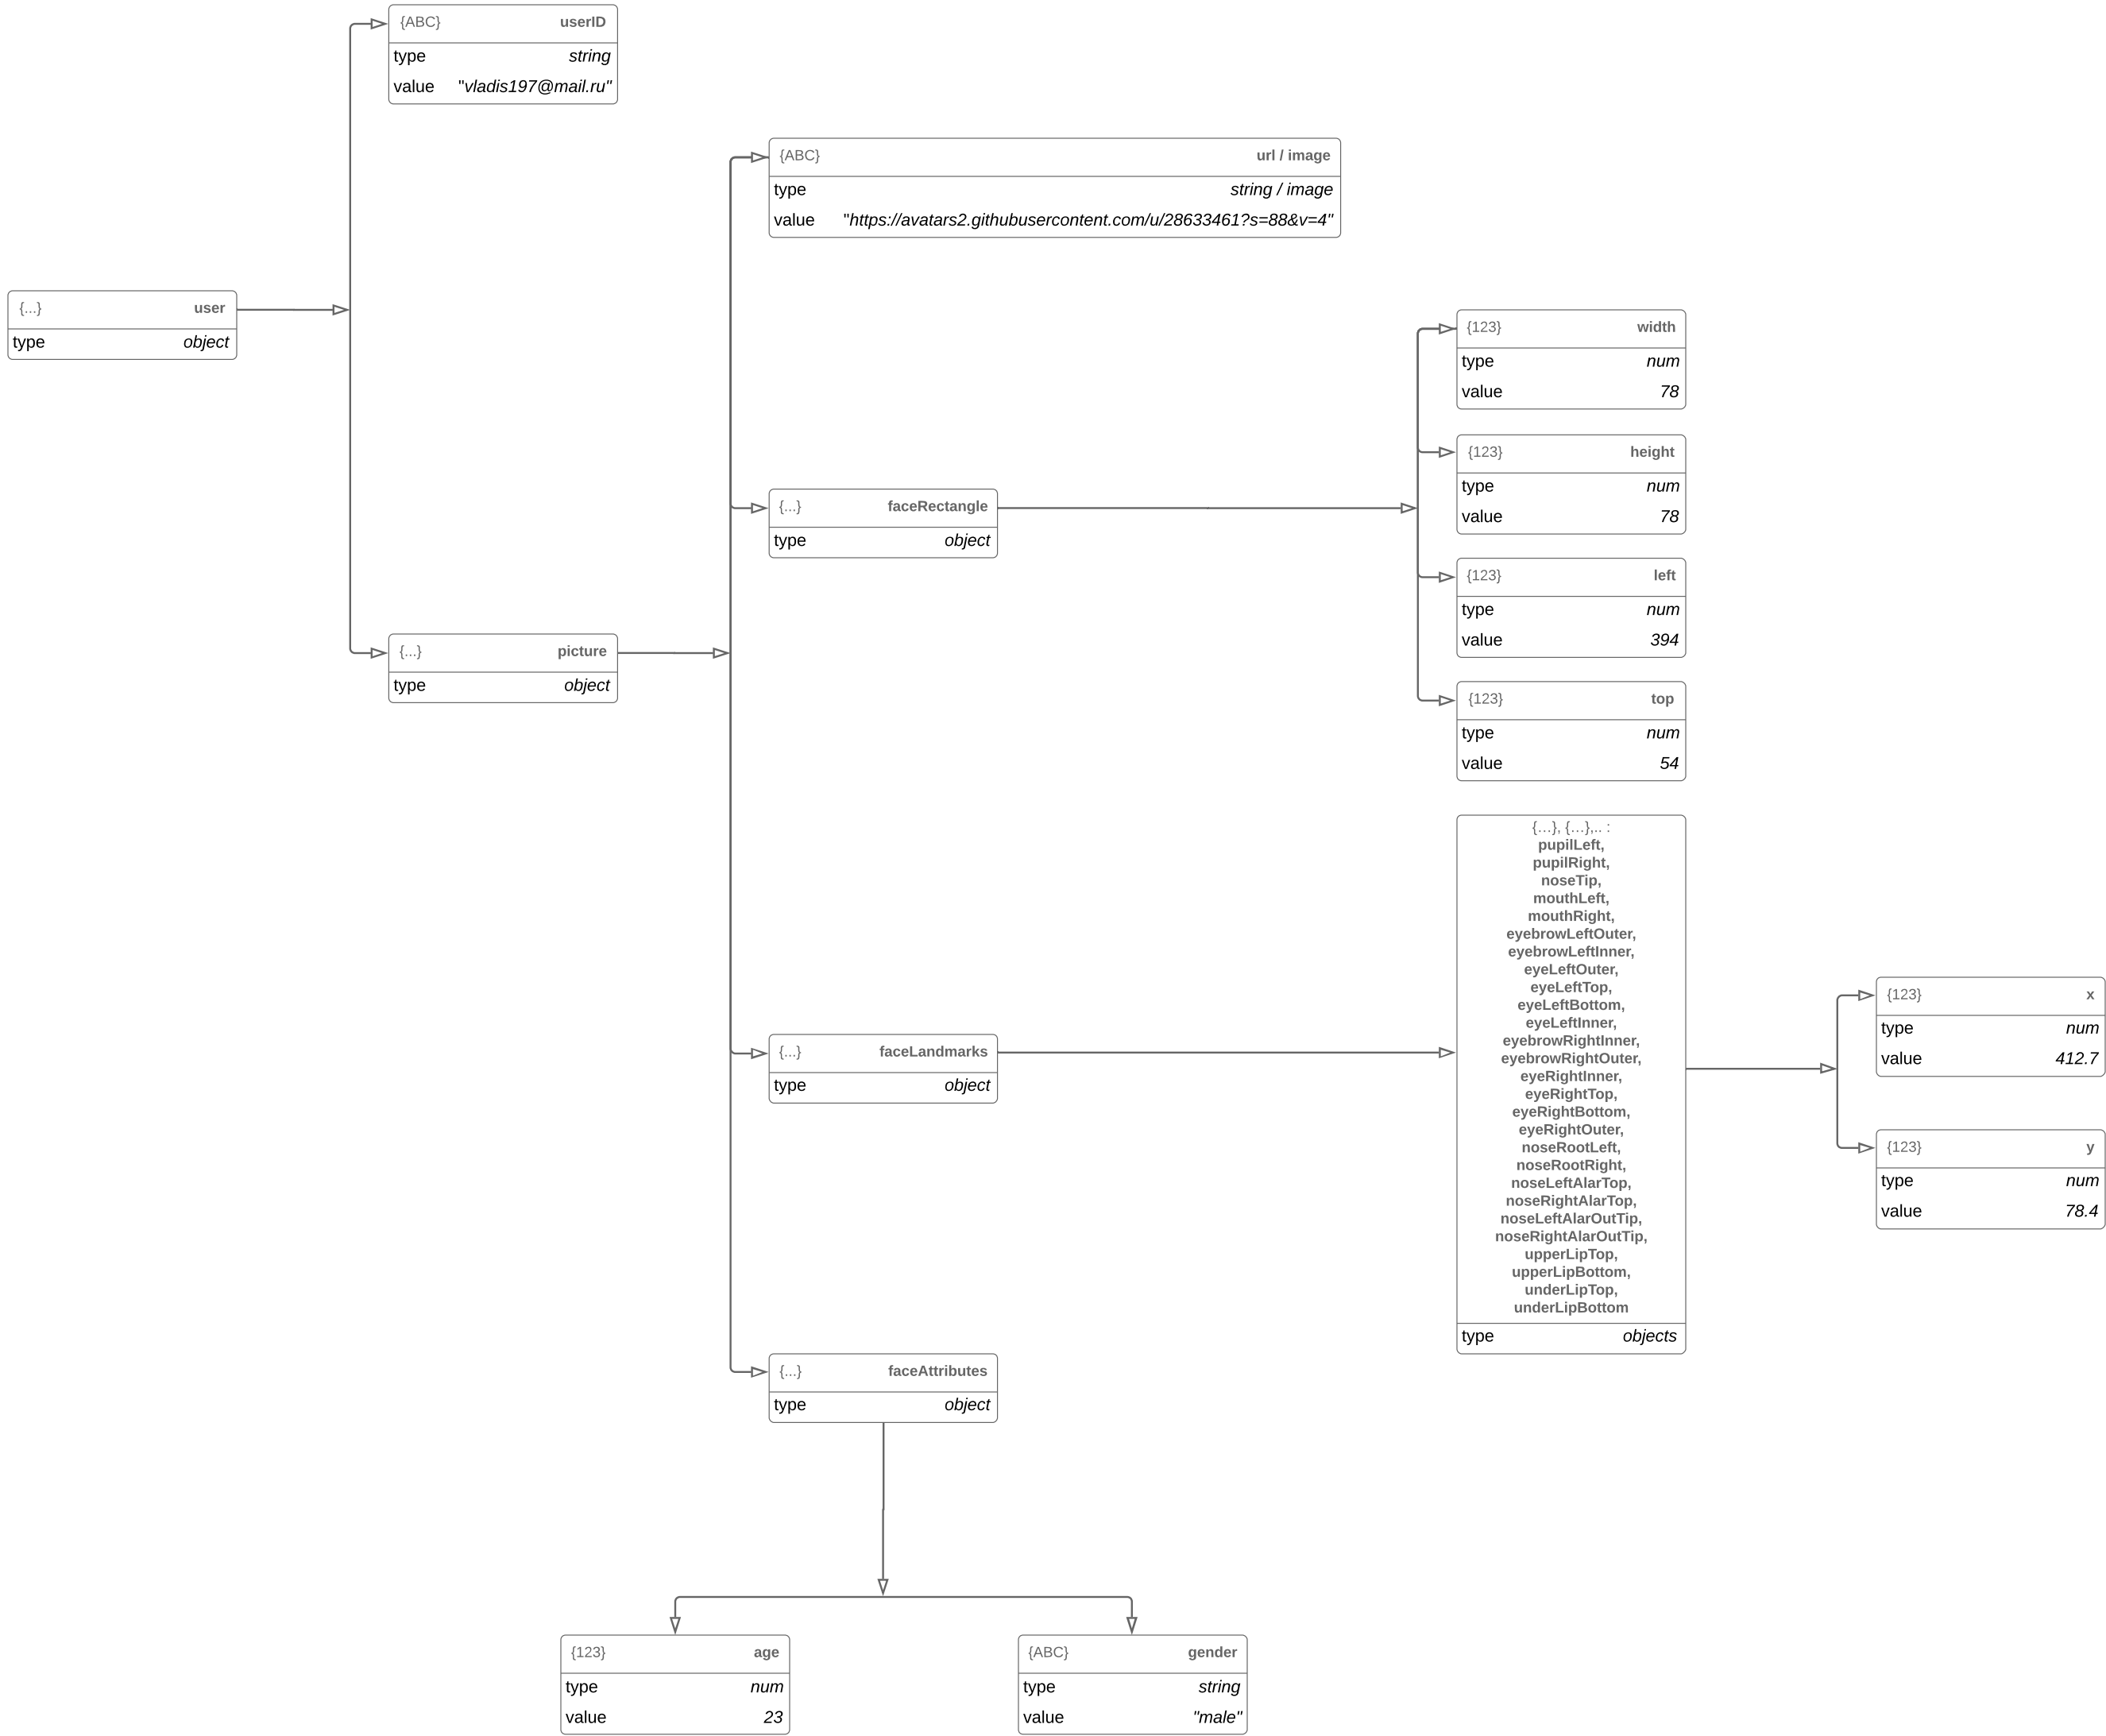 {ABC} userID
type string
value "vladis197@mail.ru"
{ABC} url / image
type string / image
value "https://avatars2.githubusercontent.com/u/28633461?s=88&v=4"
{...} user
type object
{123} width
type num
value 78
{123} height
type num
value 78
{...} faceRectangle
type object
{123} left
type num
value 394
{...} picture
type object
{123} top
type num
value 54
{…}, {…},.. :
pupilLeft,
pupilRight,
noseTip,
mouthLeft,
mouthRight,
eyebrowLeftOuter,
eyebrowLeftInner,
eyeLeftOuter,
eyeLeftTop,
eyeLeftBottom,
eyeLeftInner,
eyebrowRightInner,
eyebrowRightOuter,
eyeRightInner,
eyeRightTop,
eyeRightBottom,
eyeRightOuter,
noseRootLeft,
noseRootRight,
noseLeftAlarTop,
noseRightAlarTop,
noseLeftAlarOutTip,
noseRightAlarOutTip,
upperLipTop,
upperLipBottom,
underLipTop,
underLipBottom
type objects
{123} x
type num
value 412.7
{...} faceLandmarks
type object
{123} y
type num
value 78.4
{...} faceAttributes
type object
{123} age
type num
value 23
{ABC} gender
type string
value "male"